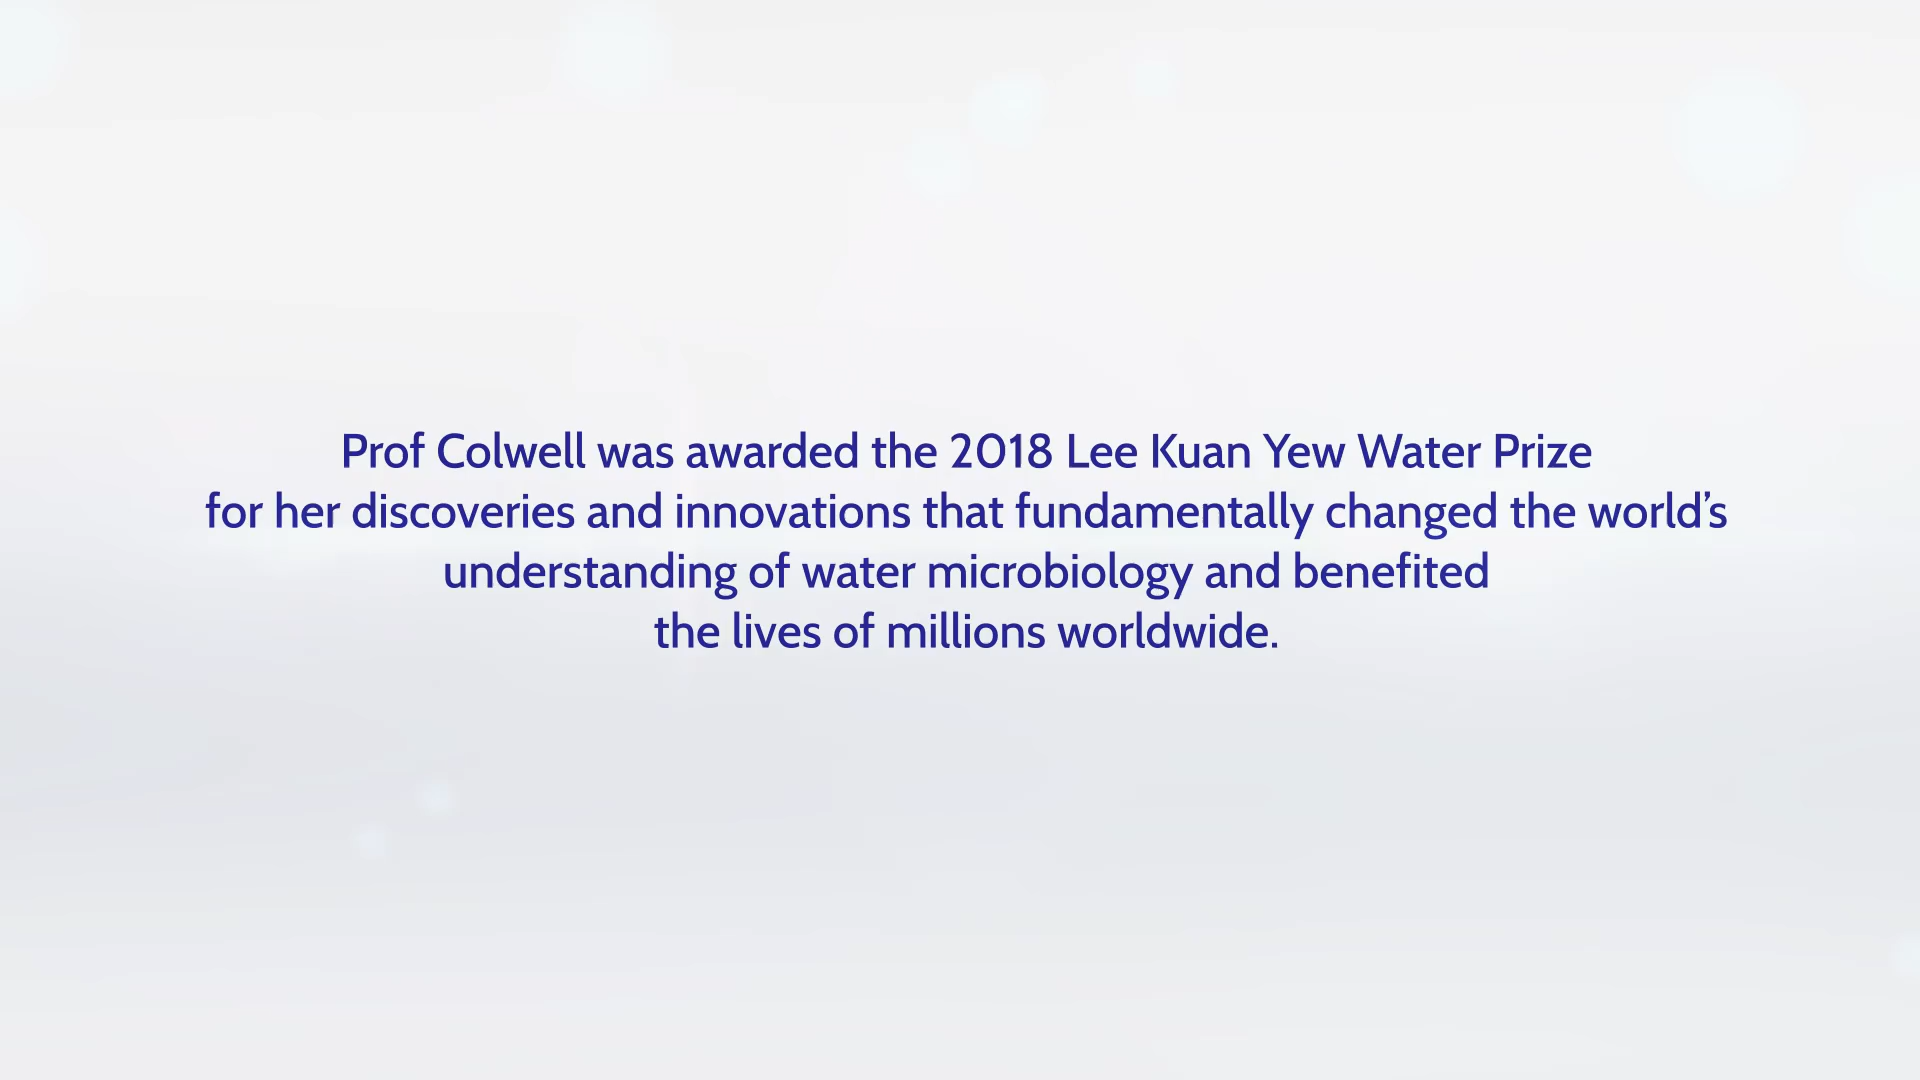 Prof Colwell was awarded the 2018 Lee Kuan Yew Water Prize
for her discoveries and innovations that fundamentally changed the world’s
understanding of water microbiology and benefited
the lives of millions worldwide.